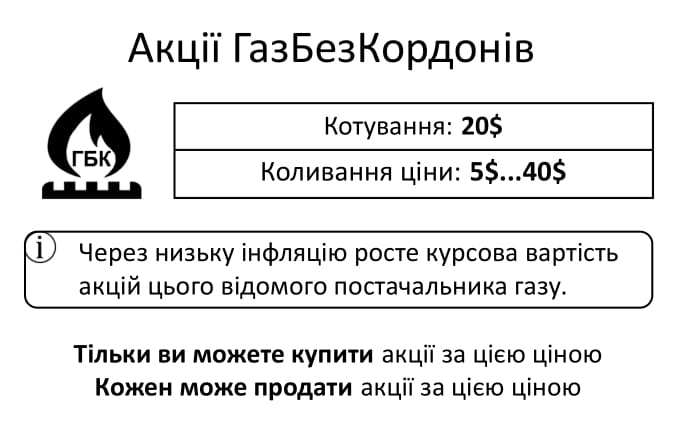 Акції ГазБезКордонів
ГБК
Котування: 20$
Коливання ціни: 5$...40$
i
Через низьку інфляцію росте курсова вартість
акцій цього відомого постачальника газу.
Тільки ви можете купити акції за цією ціною
Кожен може продати акції за цією ціною